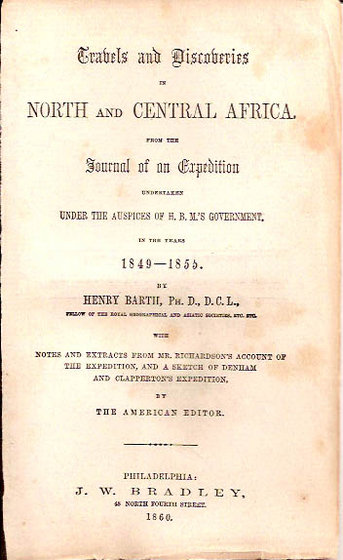 Travels and Discoveries
IN
NORTH AND CENTRAL AFRICA.
FROM THE
Journal of an Expedition
UNDERTAKEN
UNDER THE AUSPICES OF H. B. M.'S GOVERNMENT,
IN THE YEARS
1849—1855.
BY
HENRY BARTH, PH. D., D.C.L.,
FELLOW OF THE ROYAL GEOGRAPHICAL AND ASIATIC SOCIETIES, ETC. ETC.
WITH
NOTES AND EXTRACTS FROM MR. RICHARDSON'S ACCOUNT OF
THE EXPEDITION, AND A SKETCH OF DENHAM
AND CLAPPERTON'S EXPEDITION,
BY
THE AMERICAN EDITOR.
PHILADELPHIA:
J. W. BRADLEY,
48 NORTH FOURTH STREET.
1860.